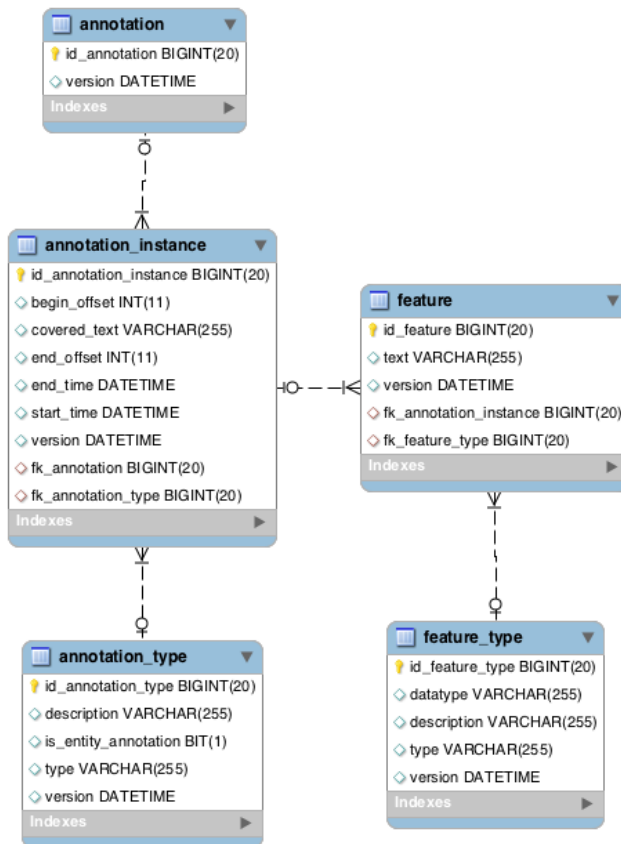 annotation
id_annotation BIGINT(20)
version DATETIME
Indexes
annotation_instance
id_annotation_instance BIGINT(20)
begin_offset INT(11)
covered_text VARCHAR(255)
end_offset INT(11)
end_time DATETIME
start_time DATETIME
version DATETIME
fk_annotation BIGINT(20)
fk_annotation_type BIGINT(20)
Indexes
feature
id_feature BIGINT(20)
text VARCHAR(255)
version DATETIME
fk_annotation_instance BIGINT(20)
fk_feature_type BIGINT(20)
Indexes
annotation_type
id_annotation_type BIGINT(20)
description VARCHAR(255)
is_entity_annotation BIT(1)
type VARCHAR(255)
version DATETIME
Indexes
feature_type
id_feature_type BIGINT(20)
datatype VARCHAR(255)
description VARCHAR(255)
type VARCHAR(255)
version DATETIME
Indexes